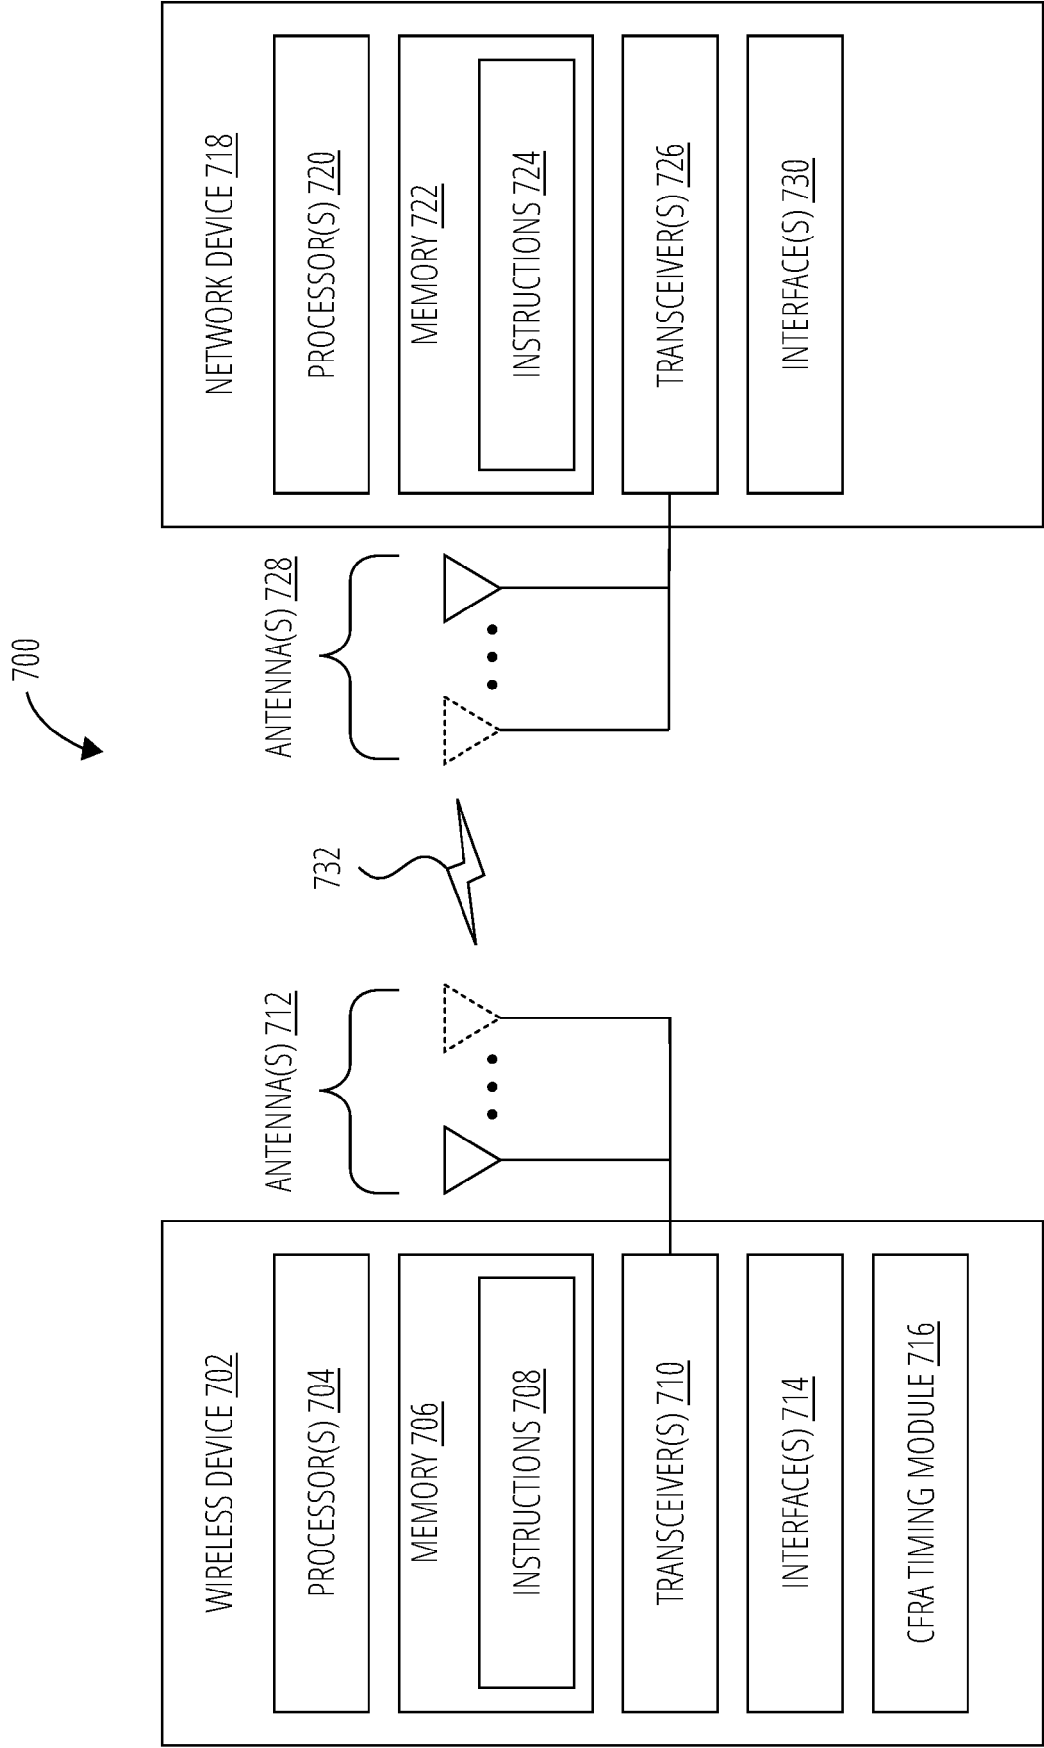 700
WIRELESS DEVICE 702
PROCESSOR(S) 704
MEMORY 706
INSTRUCTIONS 708
TRANSCEIVER(S) 710
INTERFACE(S) 714
CFRA TIMING MODULE 716
ANTENNA(S) 712
732
ANTENNA(S) 728
NETWORK DEVICE 718
PROCESSOR(S) 720
MEMORY 722
INSTRUCTIONS 724
TRANSCEIVER(S) 726
INTERFACE(S) 730